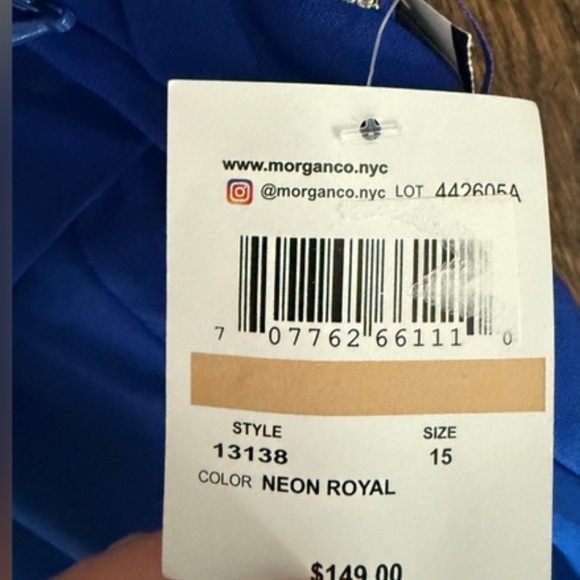 www.morganco.nyc
@morganco.nyc LOT 442605A
7 07762 66111 0
STYLE SIZE
13138 15
COLOR NEON ROYAL
$149.00